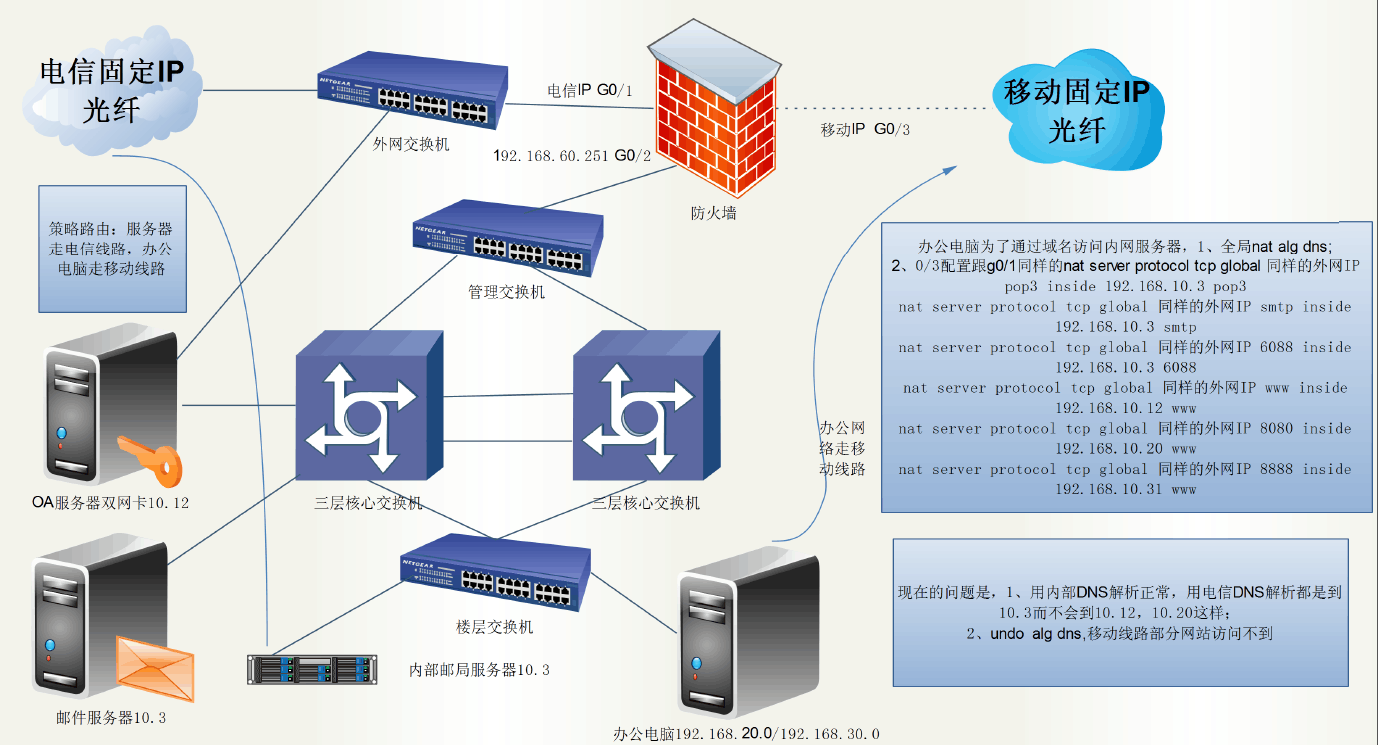 电信固定IP
光纤
NETGEAR
外网交换机
电信IP G0/1
192.168.60.251 G0/2
防火墙
移动IP G0/3
移动固定IP
光纤
策略路由：服务器
走电信线路，办公
电脑走移动线路
NETGEAR
管理交换机
办公电脑为了通过域名访问内网服务器，1、全局nat alg dns;
2、0/3配置跟g0/1同样的nat server protocol tcp global 同样的外网IP
pop3 inside 192.168.10.3 pop3
nat server protocol tcp global 同样的外网IP smtp inside
192.168.10.3 smtp
nat server protocol tcp global 同样的外网IP 6088 inside
192.168.10.3 6088
nat server protocol tcp global 同样的外网IP www inside
192.168.10.12 www
nat server protocol tcp global 同样的外网IP 8080 inside
192.168.10.20 www
nat server protocol tcp global 同样的外网IP 8888 inside
192.168.10.31 www
OA服务器双网卡10.12
三层核心交换机
三层核心交换机
办公网
络走移
动线路
NETGEAR
楼层交换机
内部邮局服务器10.3
邮件服务器10.3
办公电脑192.168.20.0/192.168.30.0
现在的问题是，1、用内部DNS解析正常，用电信DNS解析都是到
10.3而不会到10.12，10.20这样；
2、undo alg dns,移动线路部分网站访问不到